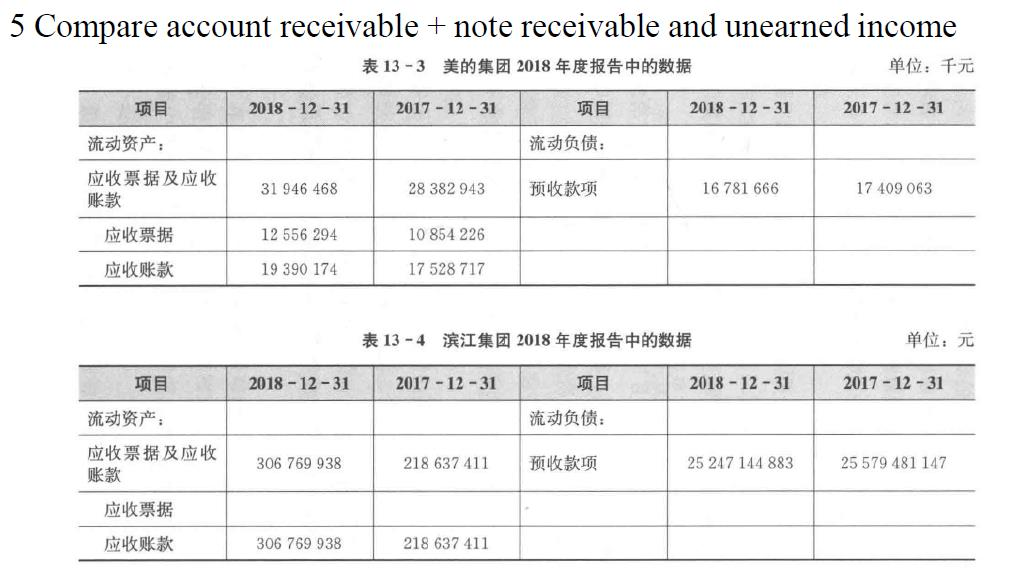 5 Compare account receivable + note receivable and unearned income
表 13-3 美的集团 2018 年度报告中的数据 单位：千元
项目 2018-12-31 2017-12-31 项目 2018-12-31 2017-12-31
流动资产： 流动负债：
应收票据及应收
账款 31 946 468 28 382 943 预收款项 16 781 666 17 409 063
应收票据 12 556 294 10 854 226
应收账款 19 390 174 17 528 717
表 13-4 滨江集团 2018 年度报告中的数据 单位：元
项目 2018-12-31 2017-12-31 项目 2018-12-31 2017-12-31
流动资产： 流动负债：
应收票据及应收
账款 306 769 938 218 637 411 预收款项 25 247 144 883 25 579 481 147
应收票据
应收账款 306 769 938 218 637 411